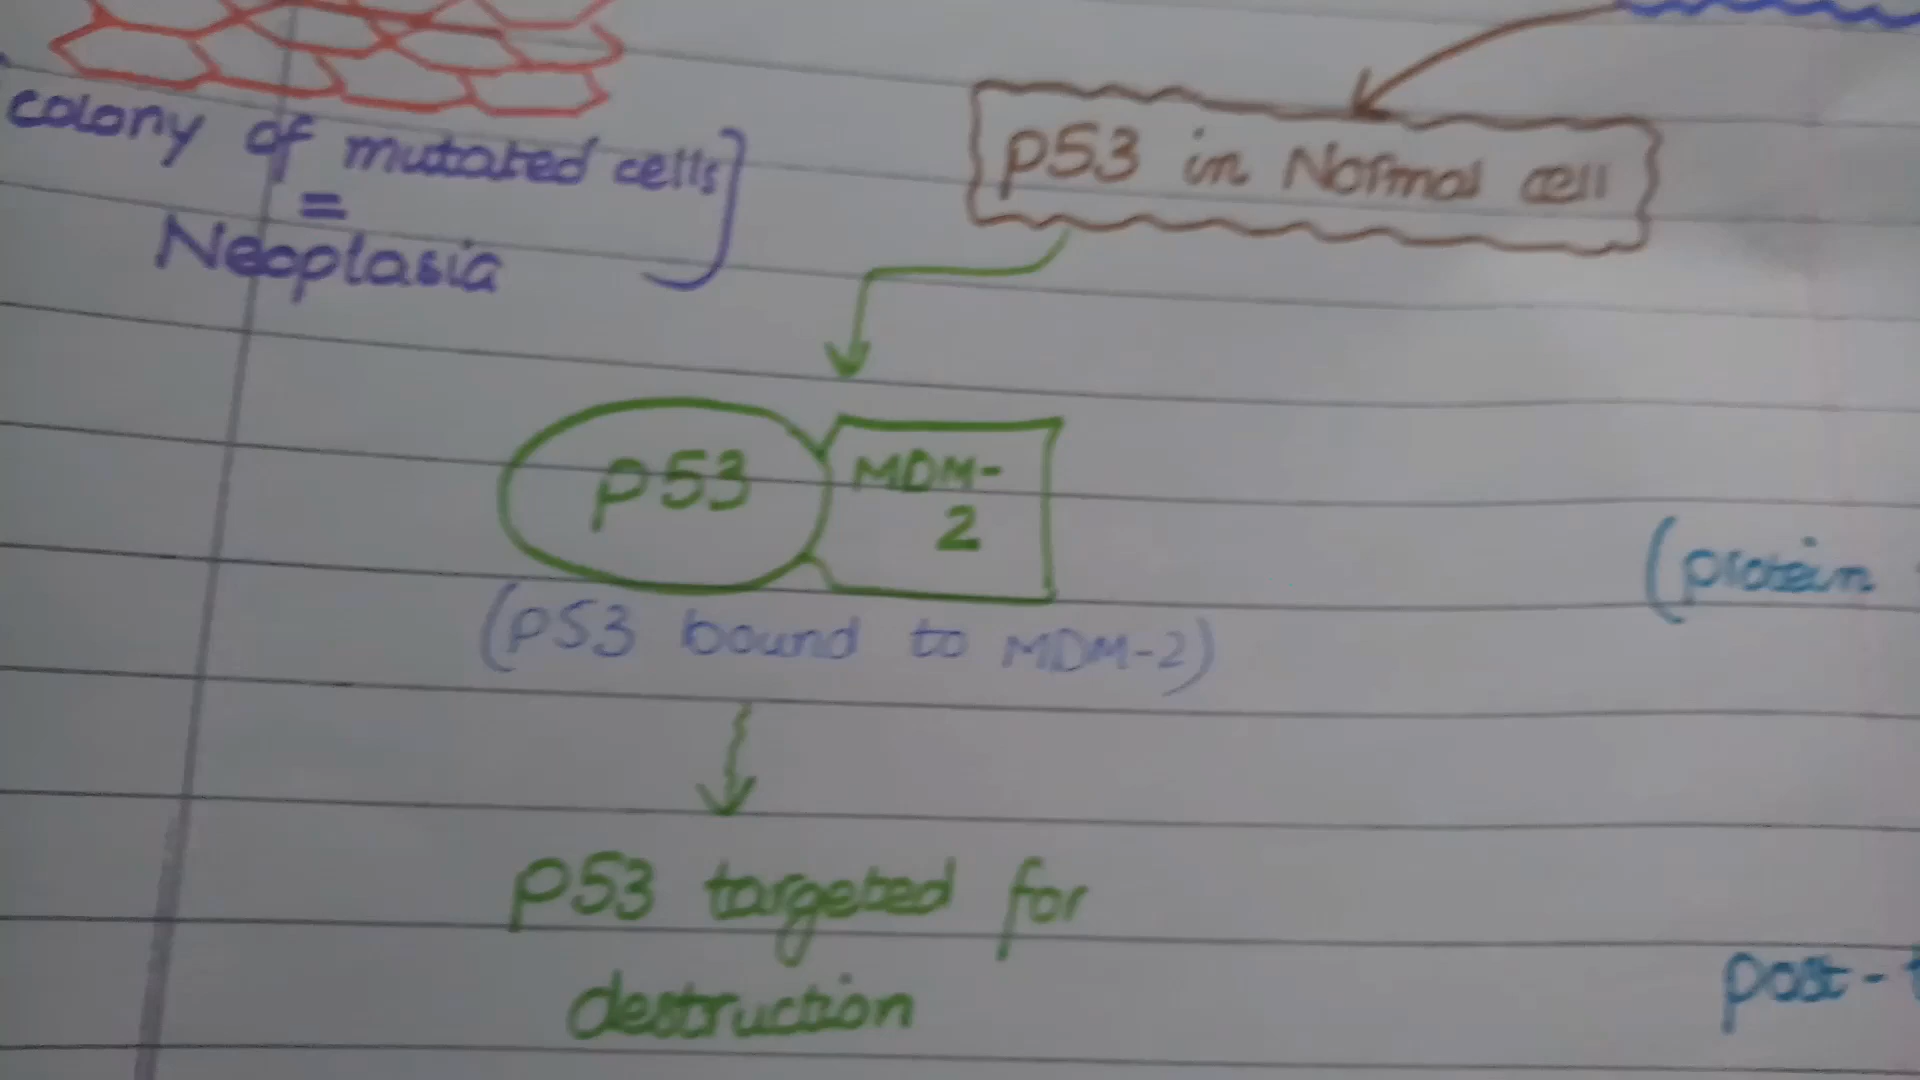 colony of mutated cells
=
Neoplasia
p53 in Normal cell
p53
MDM-
2
(p53 bound to MDM-2)
p53 targeted for
destruction
(protein
post-